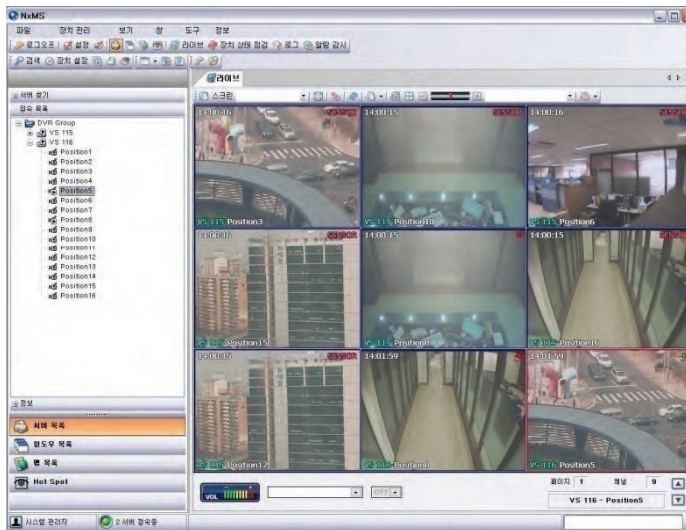 NxMS
파일 장치 관리 보기 창 도구 정보
로그오프 설정 라이브 장치 상태 점검 로그 알람 감시
검색 장치 설정
라이브
서버 찾기
스크린
접속 목록
DVR Group
VS 115
VS 116
Position1
Position2
Position3
Position4
Position5
Position6
Position7
Position8
Position9
Position10
Position11
Position12
Position13
Position14
Position15
Position16
14:00:16 SENSOR
VS 115 Position3
14:00:15 SENSOR
VS 115 Position10
14:00:16 SENSOR
VS 115 Position6
14:00:16 SENSOR
VS 115 Position15
14:00:15
VS 115 Position8
14:00:15 SENSOR
VS 115 Position16
14:00:15 SENSOR
VS 115 Position12
14:01:59
VS 116 Position8
14:01:59
VS 116 Position5
정보
서버 목록
윈도우 목록
맵 목록
Hot Spot
VOL
OFF
페이지 1 채널 9
VS 116 - Position5
시스템 관리자
2 서버 접속중